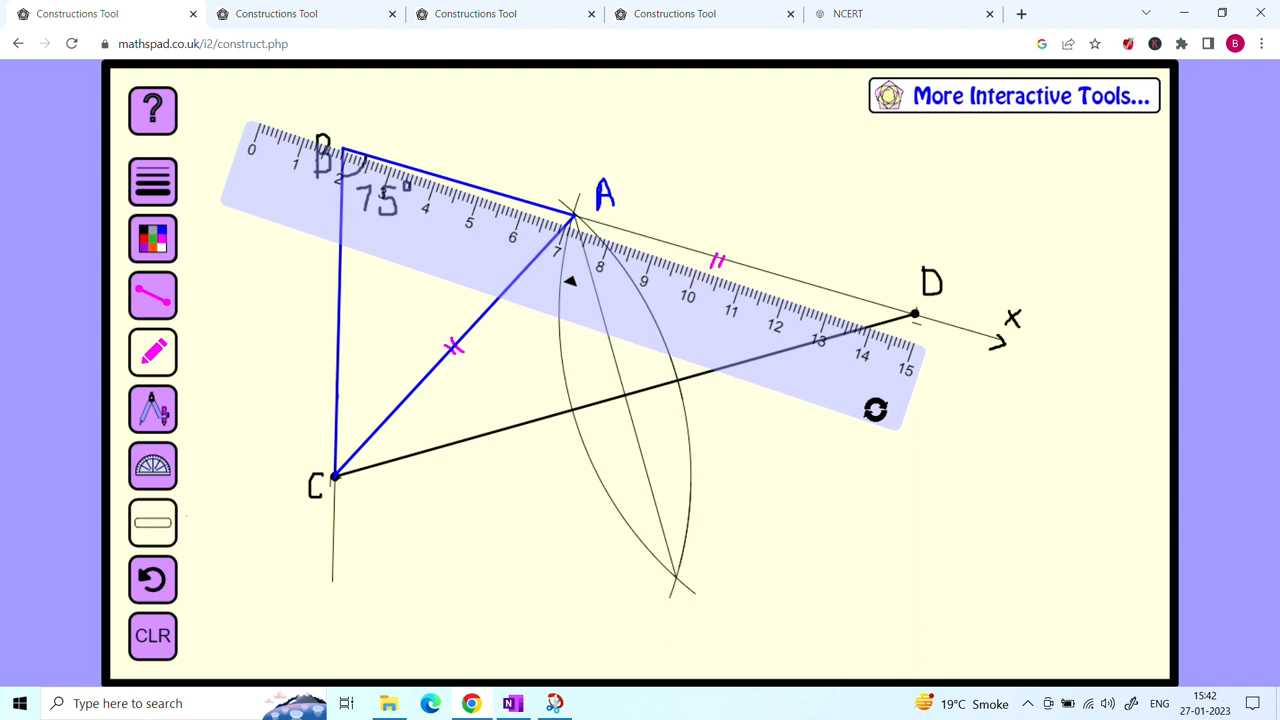 Constructions Tool
Constructions Tool
Constructions Tool
Constructions Tool
NCERT
mathspad.co.uk/i2/construct.php
B
?
More Interactive Tools...
B
75°
A
0 1 2 3 4 5 6 7 8 9 10 11 12 13 14 15
D
x
C
CLR
Type here to search
19°C Smoke
ENG
15:42
27-01-2023